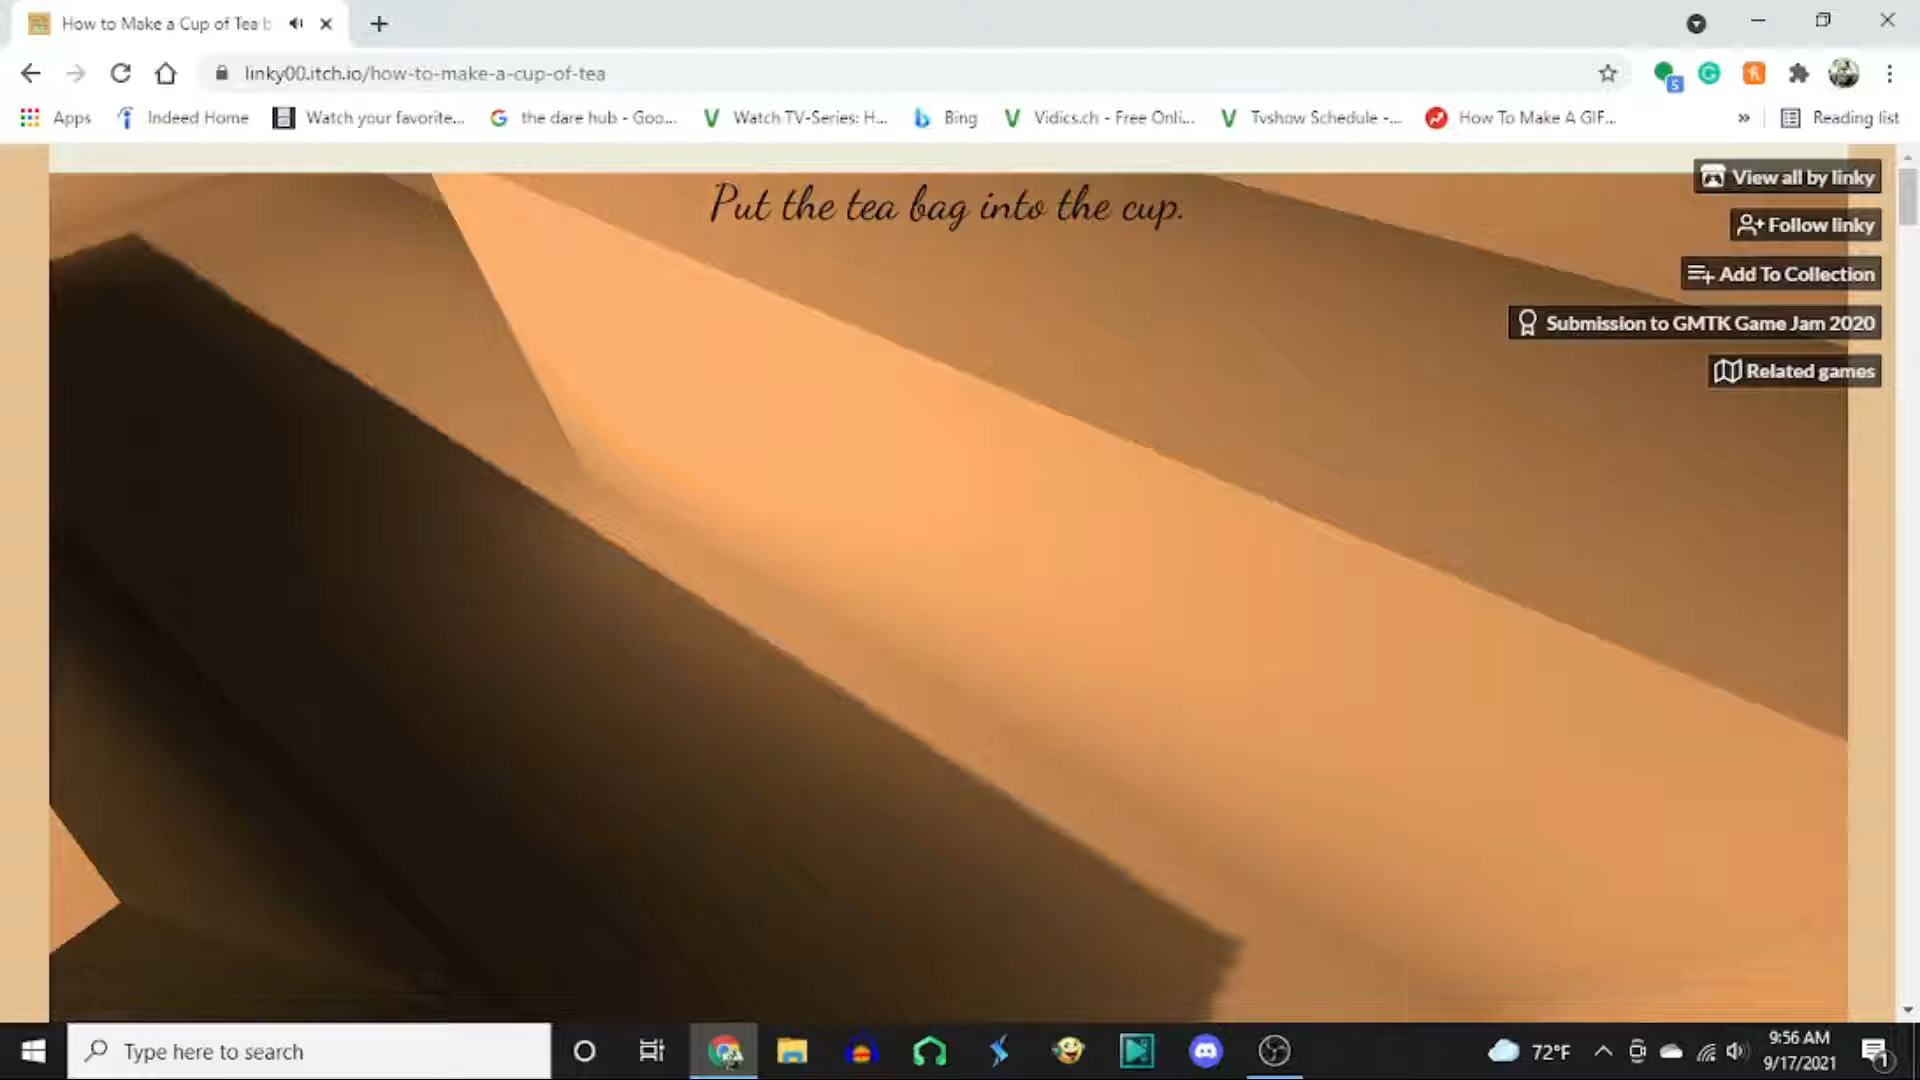 How to Make a Cup of Tea b
linky00.itch.io/how-to-make-a-cup-of-tea
5
Apps
Indeed Home
Watch your favorite...
the dare hub - Goo...
Watch TV-Series: H...
Bing
Vidics.ch - Free Onli...
Tvshow Schedule -...
How To Make A GIF...
»
Reading list
Put the tea bag into the cup.
View all by linky
Follow linky
Add To Collection
Submission to GMTK Game Jam 2020
Related games
Type here to search
72°F
9:56 AM
9/17/2021
1